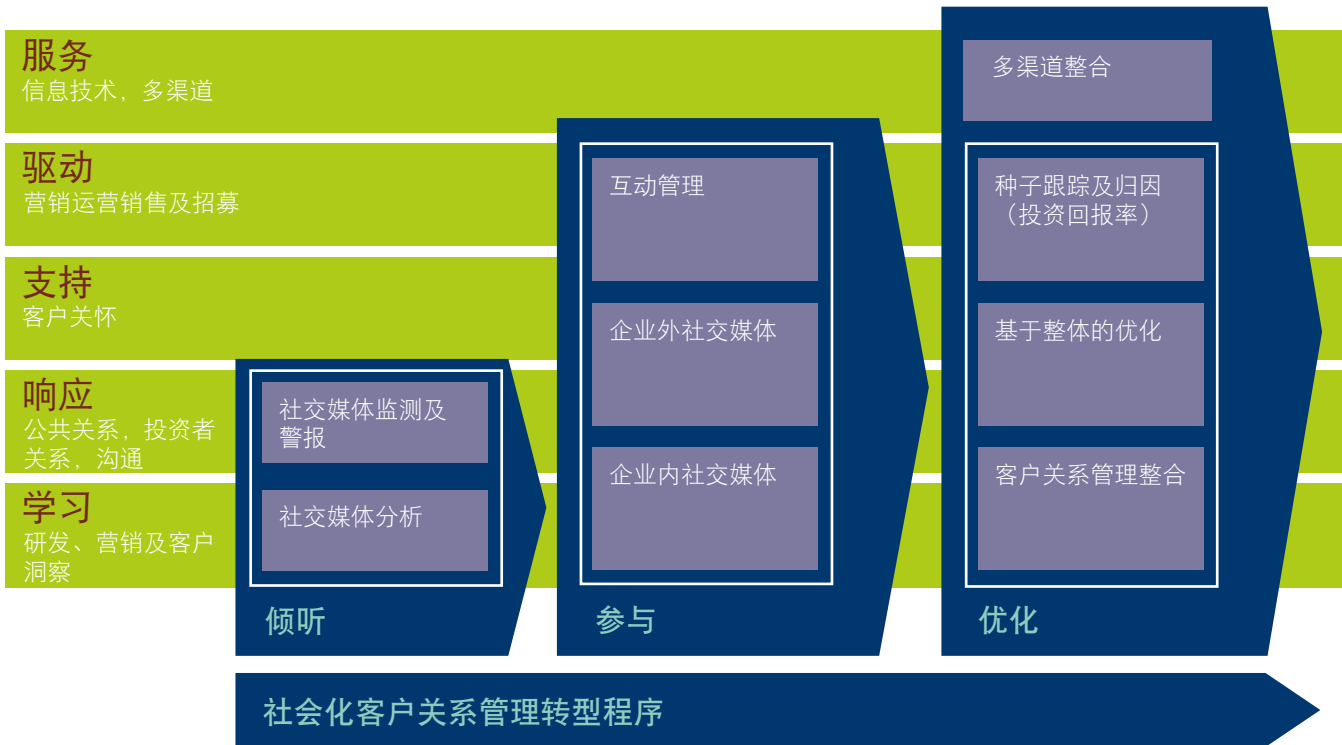 服务
信息技术，多渠道
驱动
营销运营销售及招募
支持
客户关怀
响应
公共关系，投资者
关系，沟通
学习
研发、营销及客户
洞察
社交媒体监测及
警报
社交媒体分析
倾听
互动管理
企业外社交媒体
企业内社交媒体
参与
多渠道整合
种子跟踪及归因
（投资回报率）
基于整体的优化
客户关系管理整合
优化
社会化客户关系管理转型程序